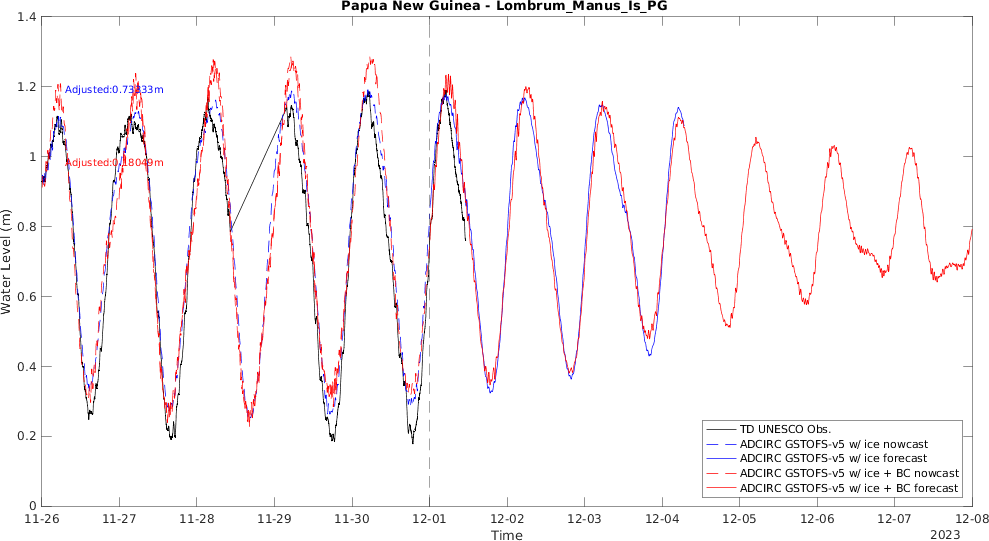 Papua New Guinea - Lombrum_Manus_Is_PG
1.4
1.2
1
0.8
0.6
0.4
0.2
0
Water Level (m)
Adjusted:0.73333m
Adjusted:0.18049m
TD UNESCO Obs.
ADCIRC GSTOFS-v5 w/ ice nowcast
ADCIRC GSTOFS-v5 w/ ice forecast
ADCIRC GSTOFS-v5 w/ ice + BC nowcast
ADCIRC GSTOFS-v5 w/ ice + BC forecast
11-26 11-27 11-28 11-29 11-30 12-01 12-02 12-03 12-04 12-05 12-06 12-07 12-08
Time
2023